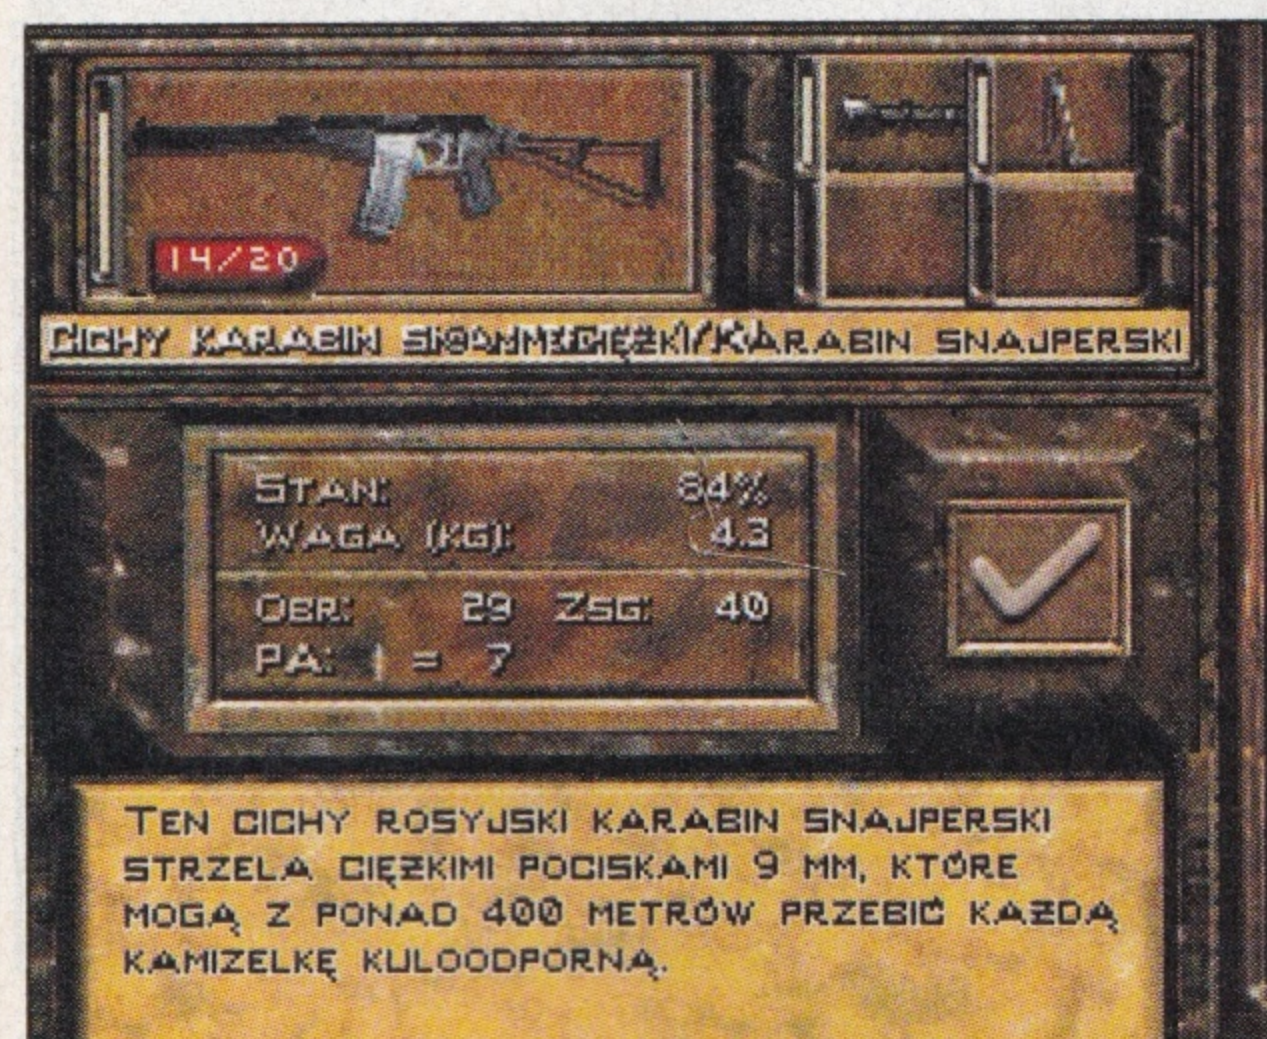 14/20
CICHY KARABIN KARABIN SNAJPERSKI
STAN: 84%
WAGA (KG): 4.3
OBR: 29 ZSG: 40
PA: | = 7
TEN CICHY ROSYJSKI KARABIN SNAJPERSKI
STRZELA CIĘŻKIMI POCISKAMI 9 MM, KTÓRE
MOGĄ Z PONAD 400 METRÓW PRZEBIĆ KAŻDĄ
KAMIZELKĘ KULOODPORNĄ.